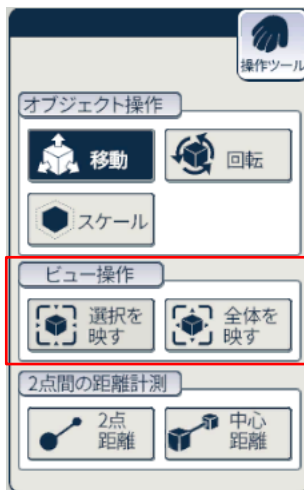 操作ツール
オブジェクト操作
移動
回転
スケール
ビュー操作
選択を
映す
全体を
映す
2点間の距離計測
2点
距離
中心
距離